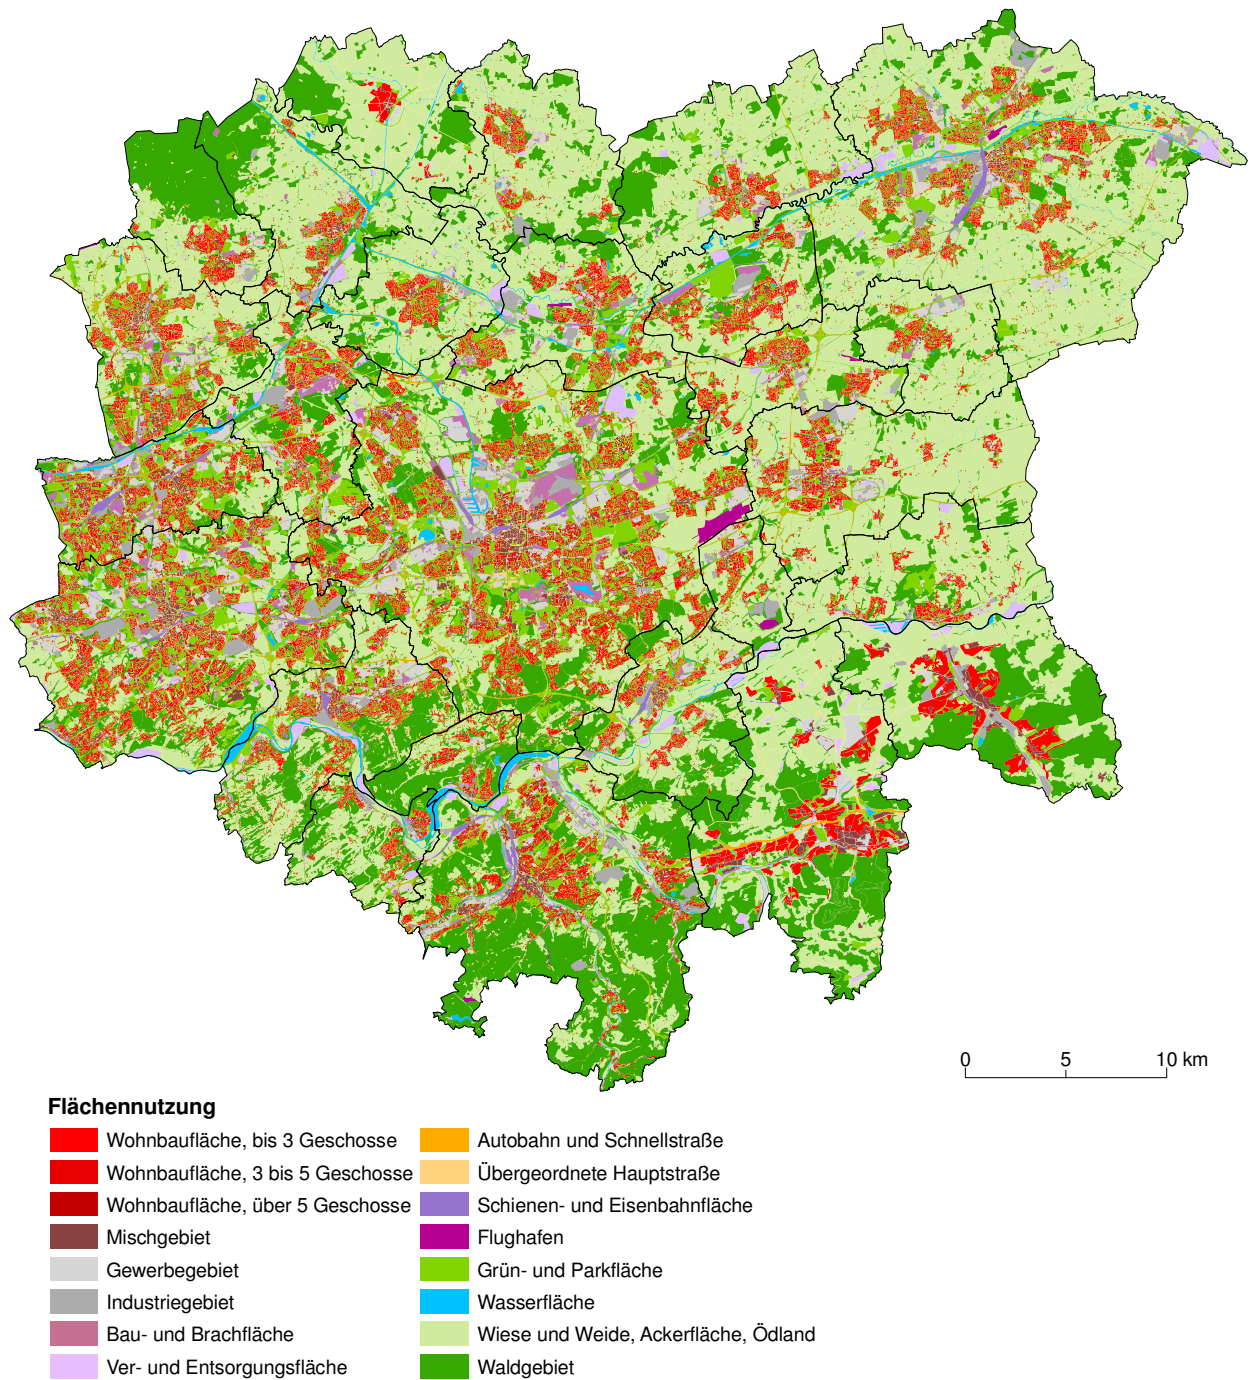 0 5 10 km
Flächennutzung
Wohnbaufläche, bis 3 Geschosse
Wohnbaufläche, 3 bis 5 Geschosse
Wohnbaufläche, über 5 Geschosse
Mischgebiet
Gewerbegebiet
Industriegebiet
Bau- und Brachfläche
Ver- und Entsorgungsfläche
Autobahn und Schnellstraße
Übergeordnete Hauptstraße
Schienen- und Eisenbahnfläche
Flughafen
Grün- und Parkfläche
Wasserfläche
Wiese und Weide, Ackerfläche, Ödland
Waldgebiet